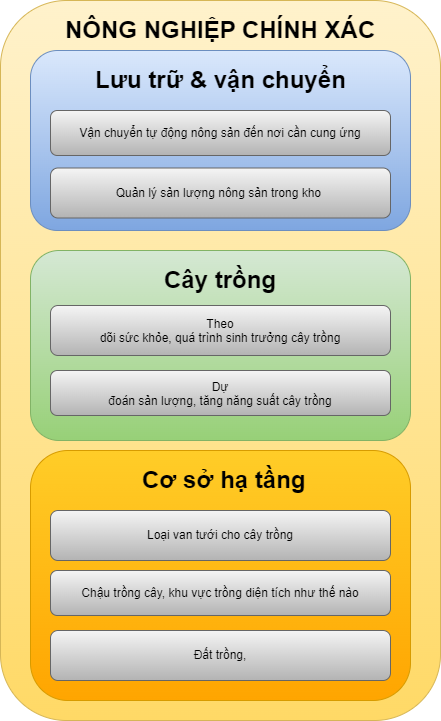 NÔNG NGHIỆP CHÍNH XÁC
Lưu trữ & vận chuyển
Vận chuyển tự động nông sản đến nơi cần cung ứng
Quản lý sản lượng nông sản trong kho
Cây trồng
Theo
dõi sức khỏe, quá trình sinh trưởng cây trồng
Dự
đoán sản lượng, tăng năng suất cây trồng
Cơ sở hạ tầng
Loại van tưới cho cây trồng
Chậu trồng cây, khu vực trồng diện tích như thế nào
Đất trồng,